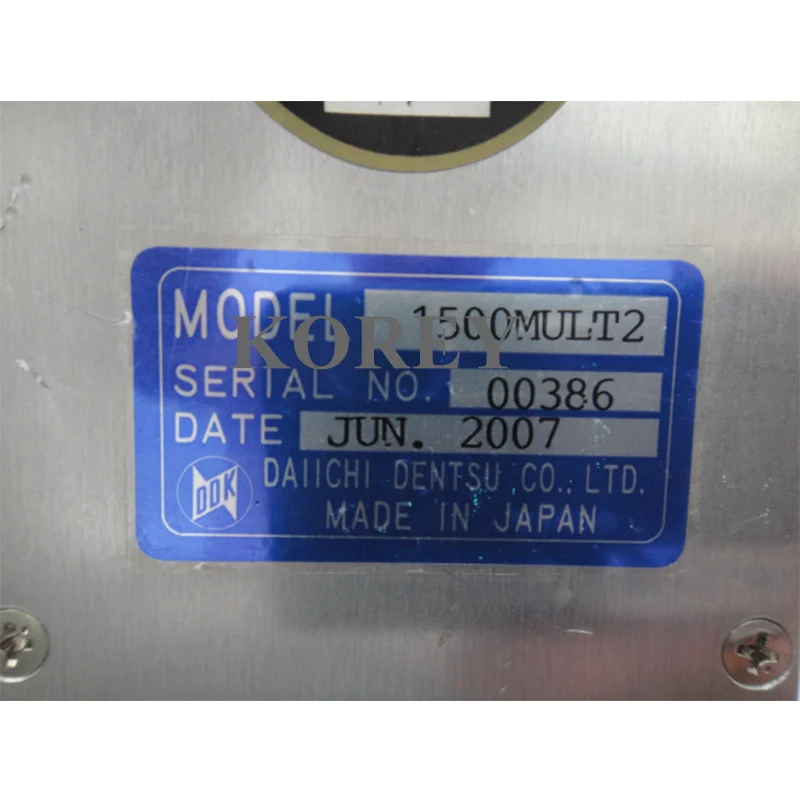 MODEL 1500MULT2
KOREY
SERIAL NO. 00386
DATE JUN. 2007
DDK DAIICHI DENTSU CO., LTD.
MADE IN JAPAN